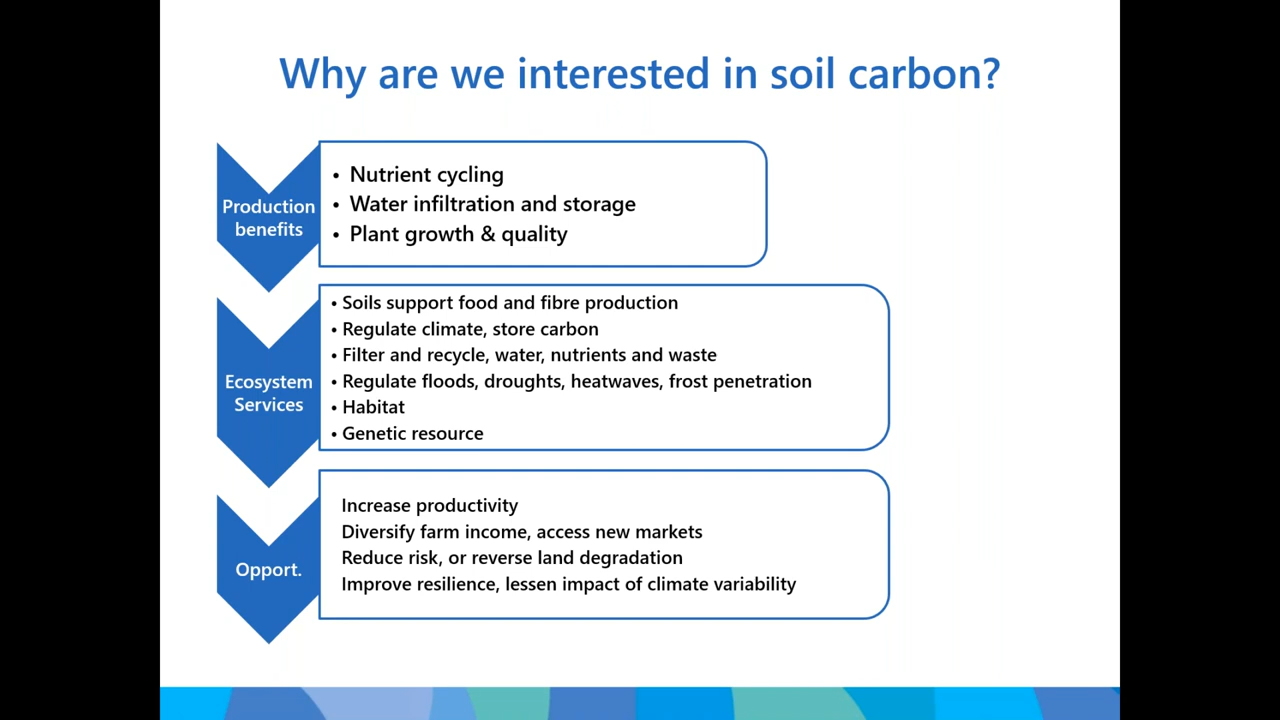 Why are we interested in soil carbon?
Production
benefits
• Nutrient cycling
• Water infiltration and storage
• Plant growth & quality
Ecosystem
Services
• Soils support food and fibre production
• Regulate climate, store carbon
• Filter and recycle, water, nutrients and waste
• Regulate floods, droughts, heatwaves, frost penetration
• Habitat
• Genetic resource
Opport.
Increase productivity
Diversify farm income, access new markets
Reduce risk, or reverse land degradation
Improve resilience, lessen impact of climate variability